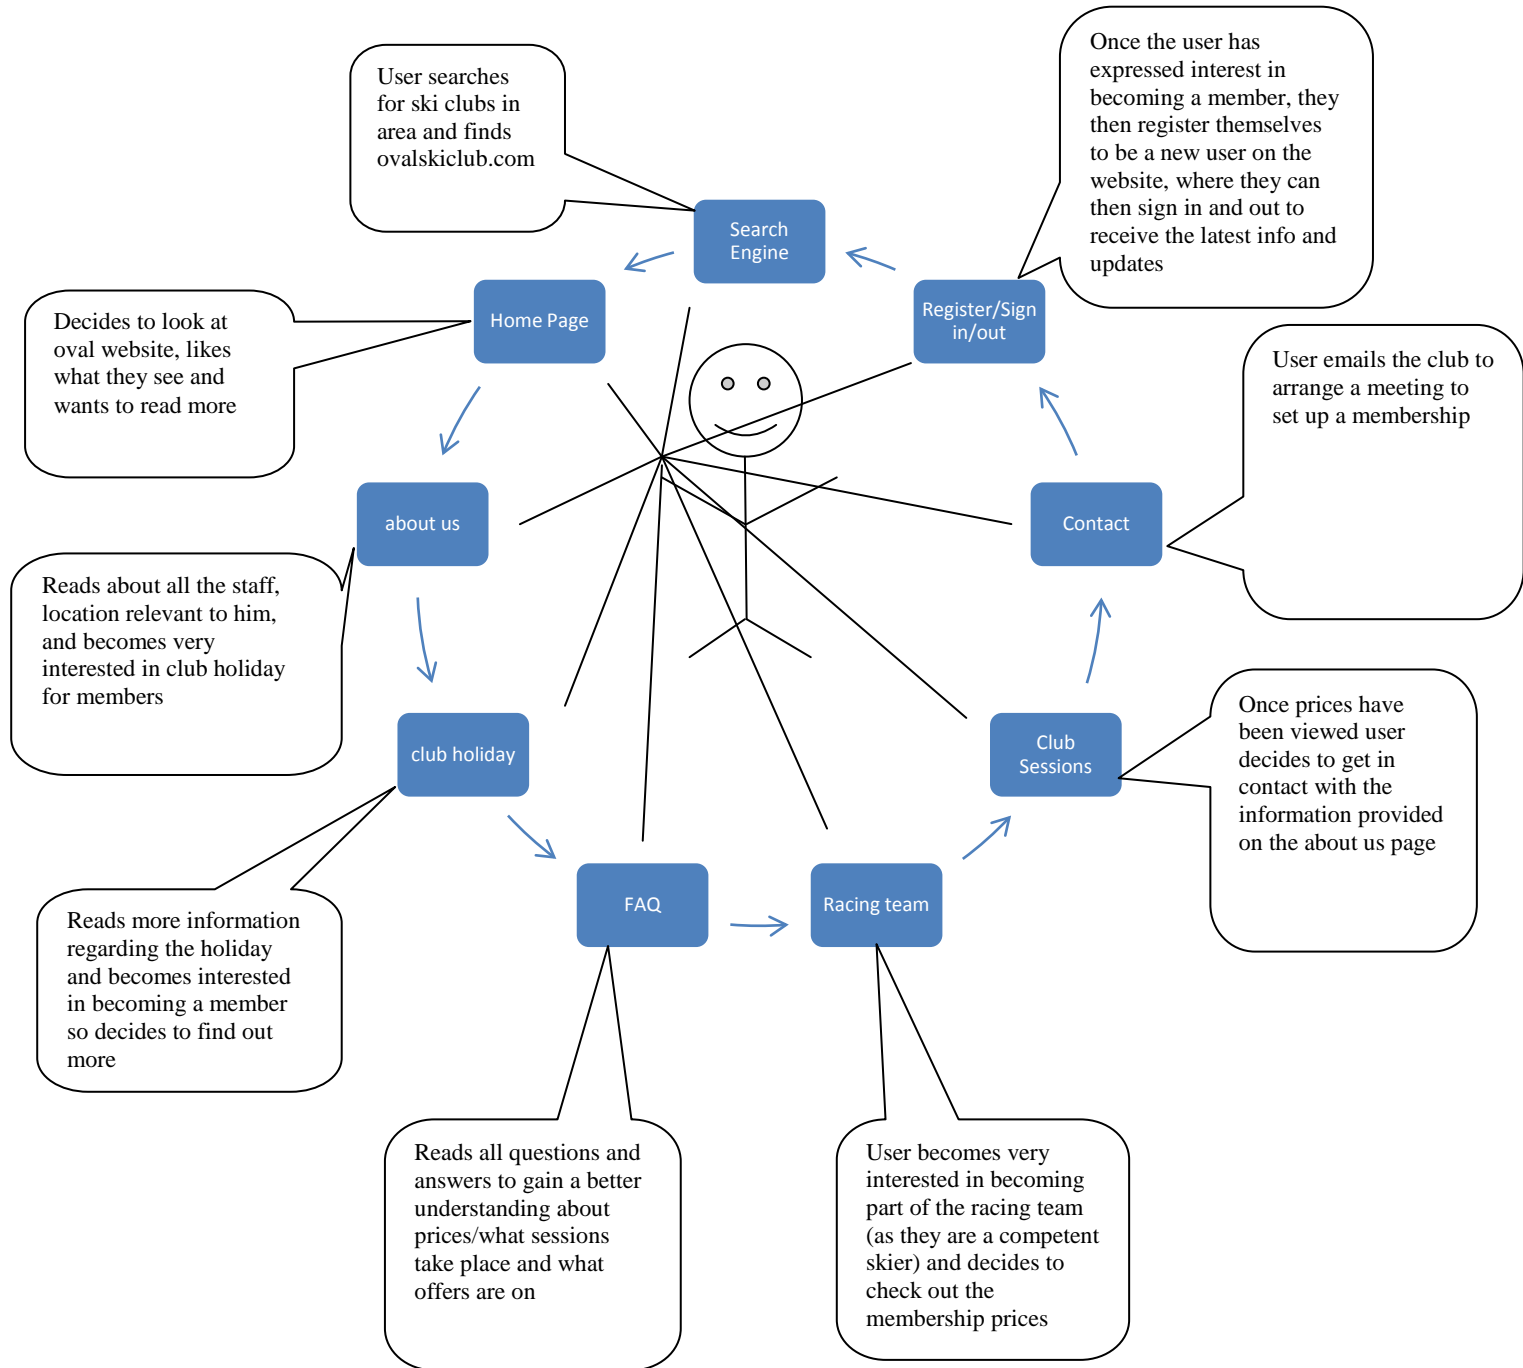 User searches
for ski clubs in
area and finds
ovalskiclub.com
Once the user has
expressed interest in
becoming a member, they
then register themselves
to be a new user on the
website, where they can
then sign in and out to
receive the latest info and
updates
Search
Engine
Home Page
Register/Sign
in/out
Decides to look at
oval website, likes
what they see and
wants to read more
User emails the club to
arrange a meeting to
set up a membership
about us
Contact
Reads about all the staff,
location relevant to him,
and becomes very
interested in club holiday
for members
club holiday
Club
Sessions
Once prices have
been viewed user
decides to get in
contact with the
information provided
on the about us page
FAQ
Racing team
Reads more information
regarding the holiday
and becomes interested
in becoming a member
so decides to find out
more
Reads all questions and
answers to gain a better
understanding about
prices/what sessions
take place and what
offers are on
User becomes very
interested in becoming
part of the racing team
(as they are a competent
skier) and decides to
check out the
membership prices